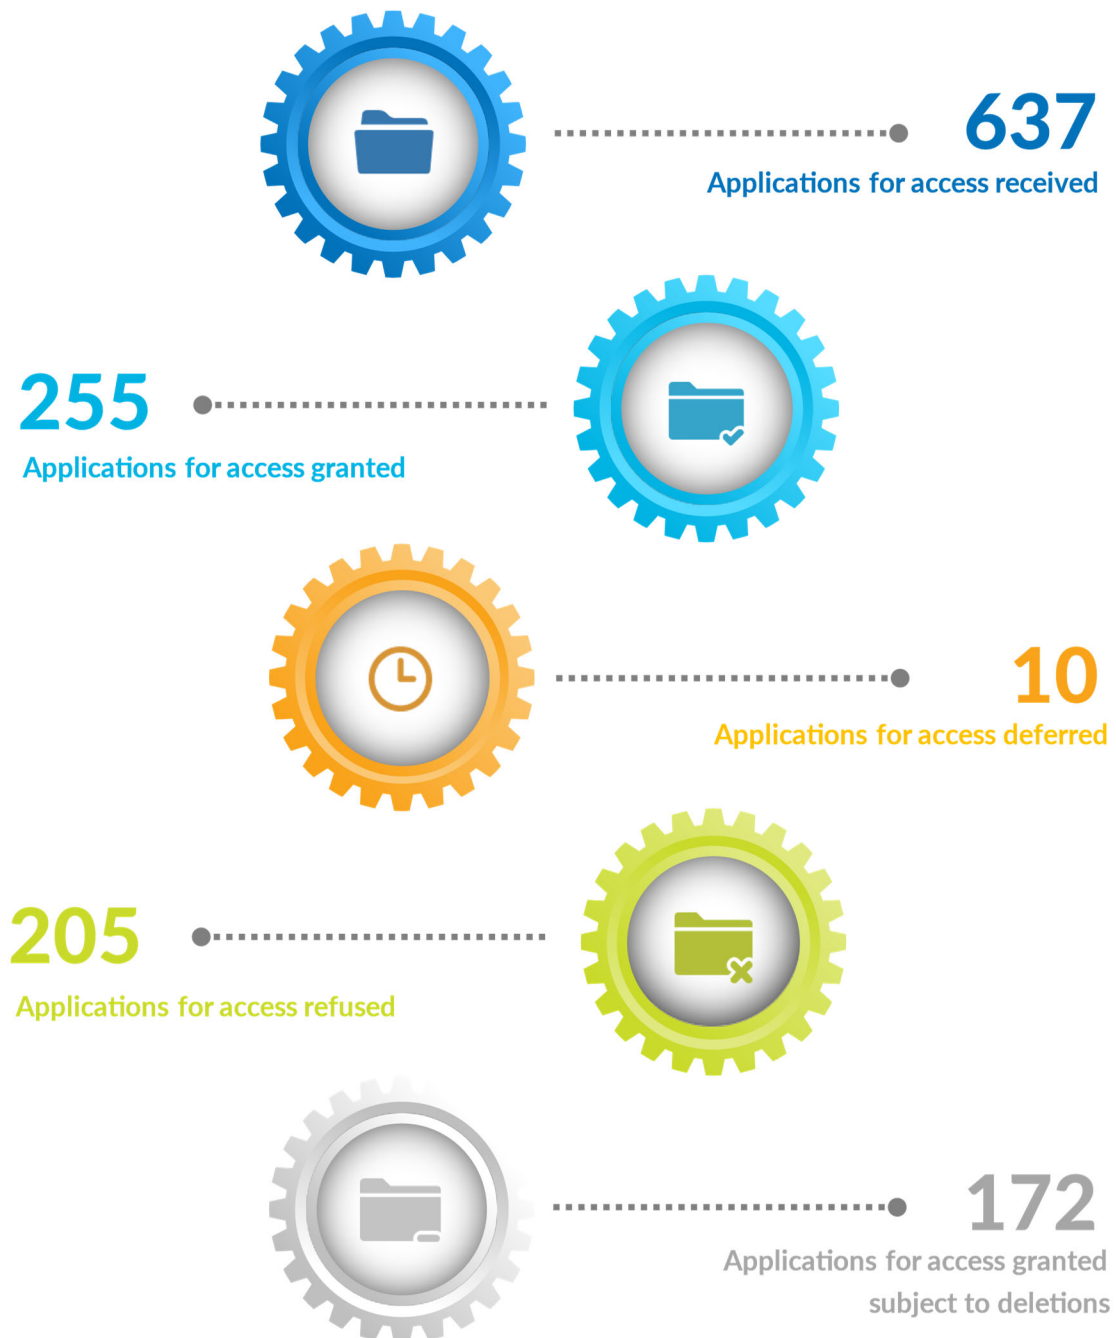 637
Applications for access received
255
Applications for access granted
10
Applications for access deferred
205
Applications for access refused
172
Applications for access granted
subject to deletions